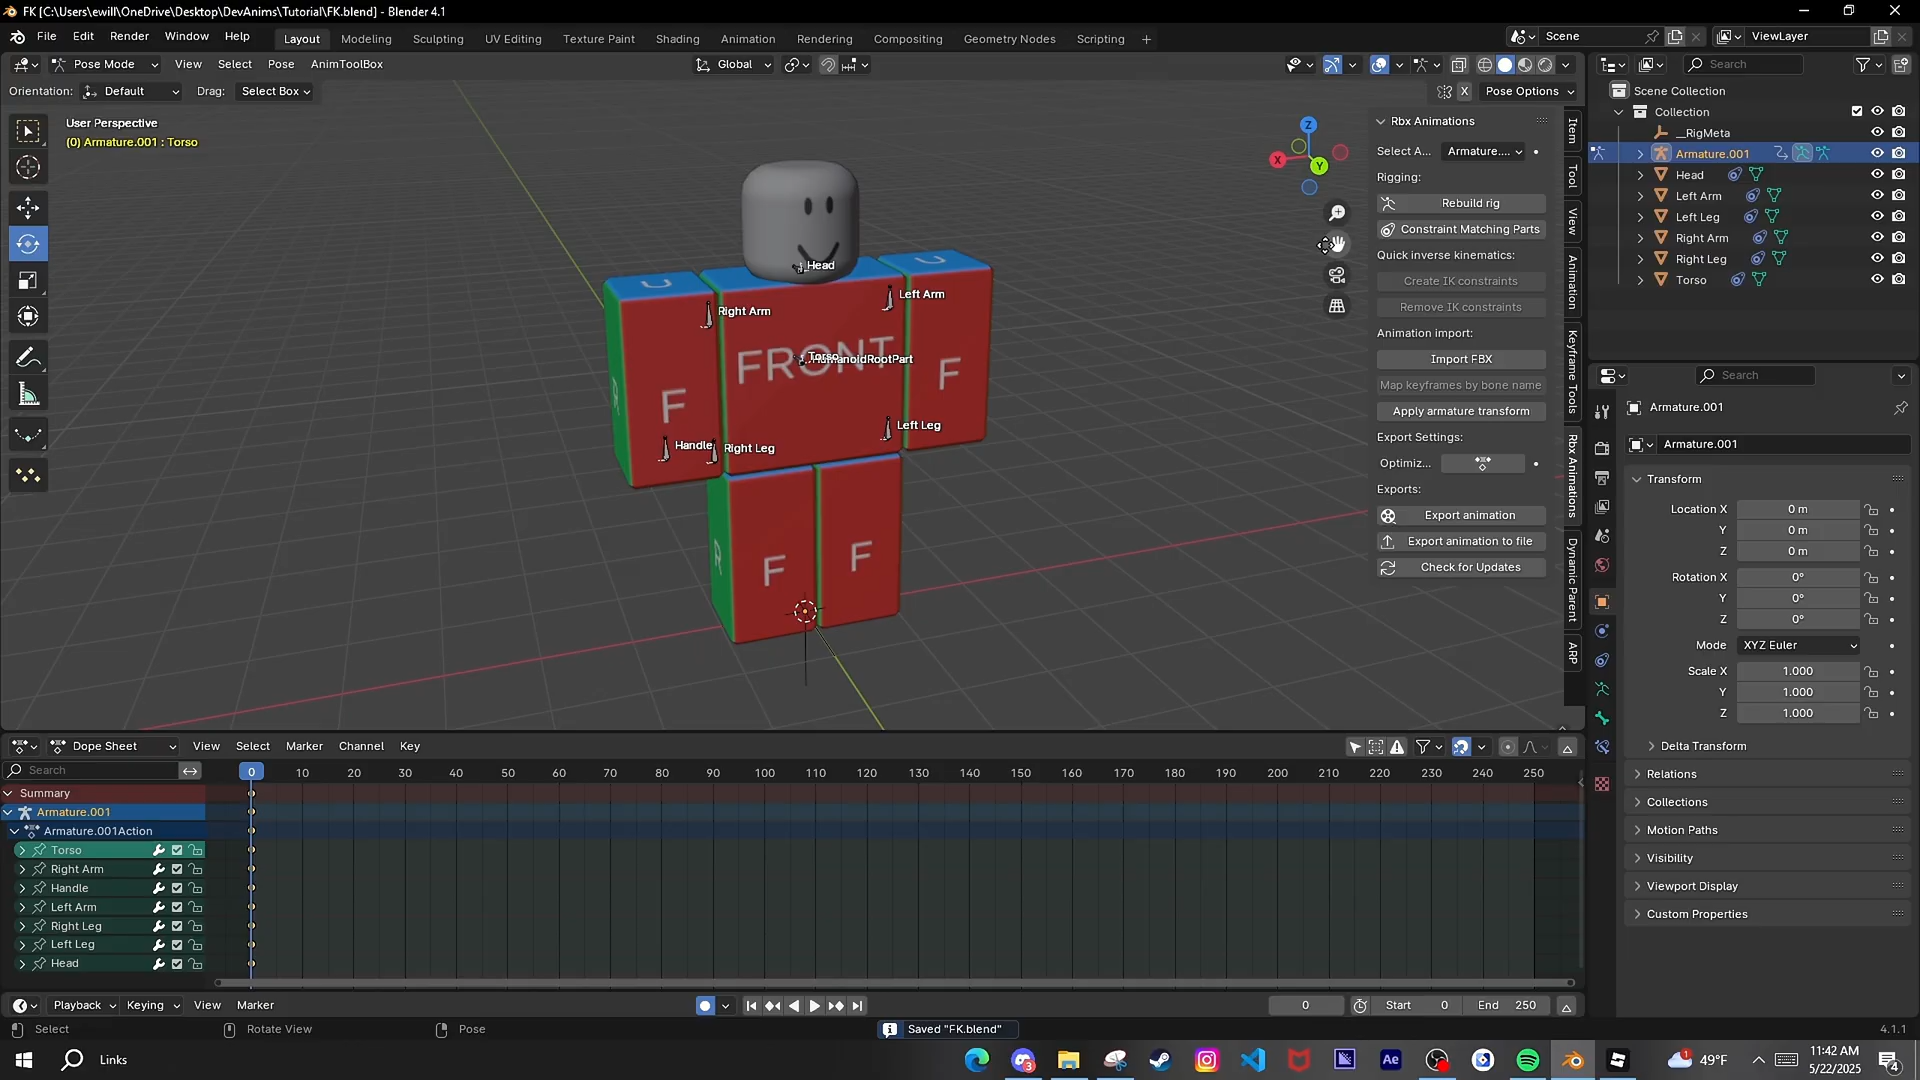 FK [C:\Users\ewill\OneDrive\Desktop\DevAnims\Tutorial\FK.blend] - Blender 4.1
File Edit Render Window Help Layout Modeling Sculpting UV Editing Texture Paint Shading Animation Rendering Compositing Geometry Nodes Scripting + Scene ViewLayer
Pose Mode View Select Pose AnimToolBox Global Search
Orientation: Default Drag: Select Box X Pose Options Scene Collection
User Perspective
(0) Armature.001 : Torso
Z
X
Y
Head
Right Arm
Left Arm
Torso
HumanoidRootPart
FRONT
F
F
Left Leg
Handle
Right Leg
F
F
U
U
R
R
Rbx Animations
Select A... Armature....
Rigging:
Rebuild rig
Constraint Matching Parts
Quick inverse kinematics:
Create IK constraints
Remove IK constraints
Animation import:
Import FBX
Map keyframes by bone name
Apply armature transform
Export Settings:
Optimiz...
Exports:
Export animation
Export animation to file
Check for Updates
Item
Tool
View
Animation
Keyframe Tools
Rbx Animations
Dynamic Parent
ARP
Collection
__RigMeta
Armature.001
Head
Left Arm
Left Leg
Right Arm
Right Leg
Torso
Search
Armature.001
Armature.001
Transform
Location X 0 m
Y 0 m
Z 0 m
Rotation X 0°
Y 0°
Z 0°
Mode XYZ Euler
Scale X 1.000
Y 1.000
Z 1.000
Delta Transform
Relations
Collections
Motion Paths
Visibility
Viewport Display
Custom Properties
Dope Sheet View Select Marker Channel Key
Search 0 10 20 30 40 50 60 70 80 90 100 110 120 130 140 150 160 170 180 190 200 210 220 230 240 250
Summary
Armature.001
Armature.001Action
Torso
Right Arm
Handle
Left Arm
Right Leg
Left Leg
Head
Playback Keying View Marker 0 Start 0 End 250
Select Rotate View Pose Saved "FK.blend" 4.1.1
Links 3 Ae 1 49°F 11:42 AM
5/22/2025 4